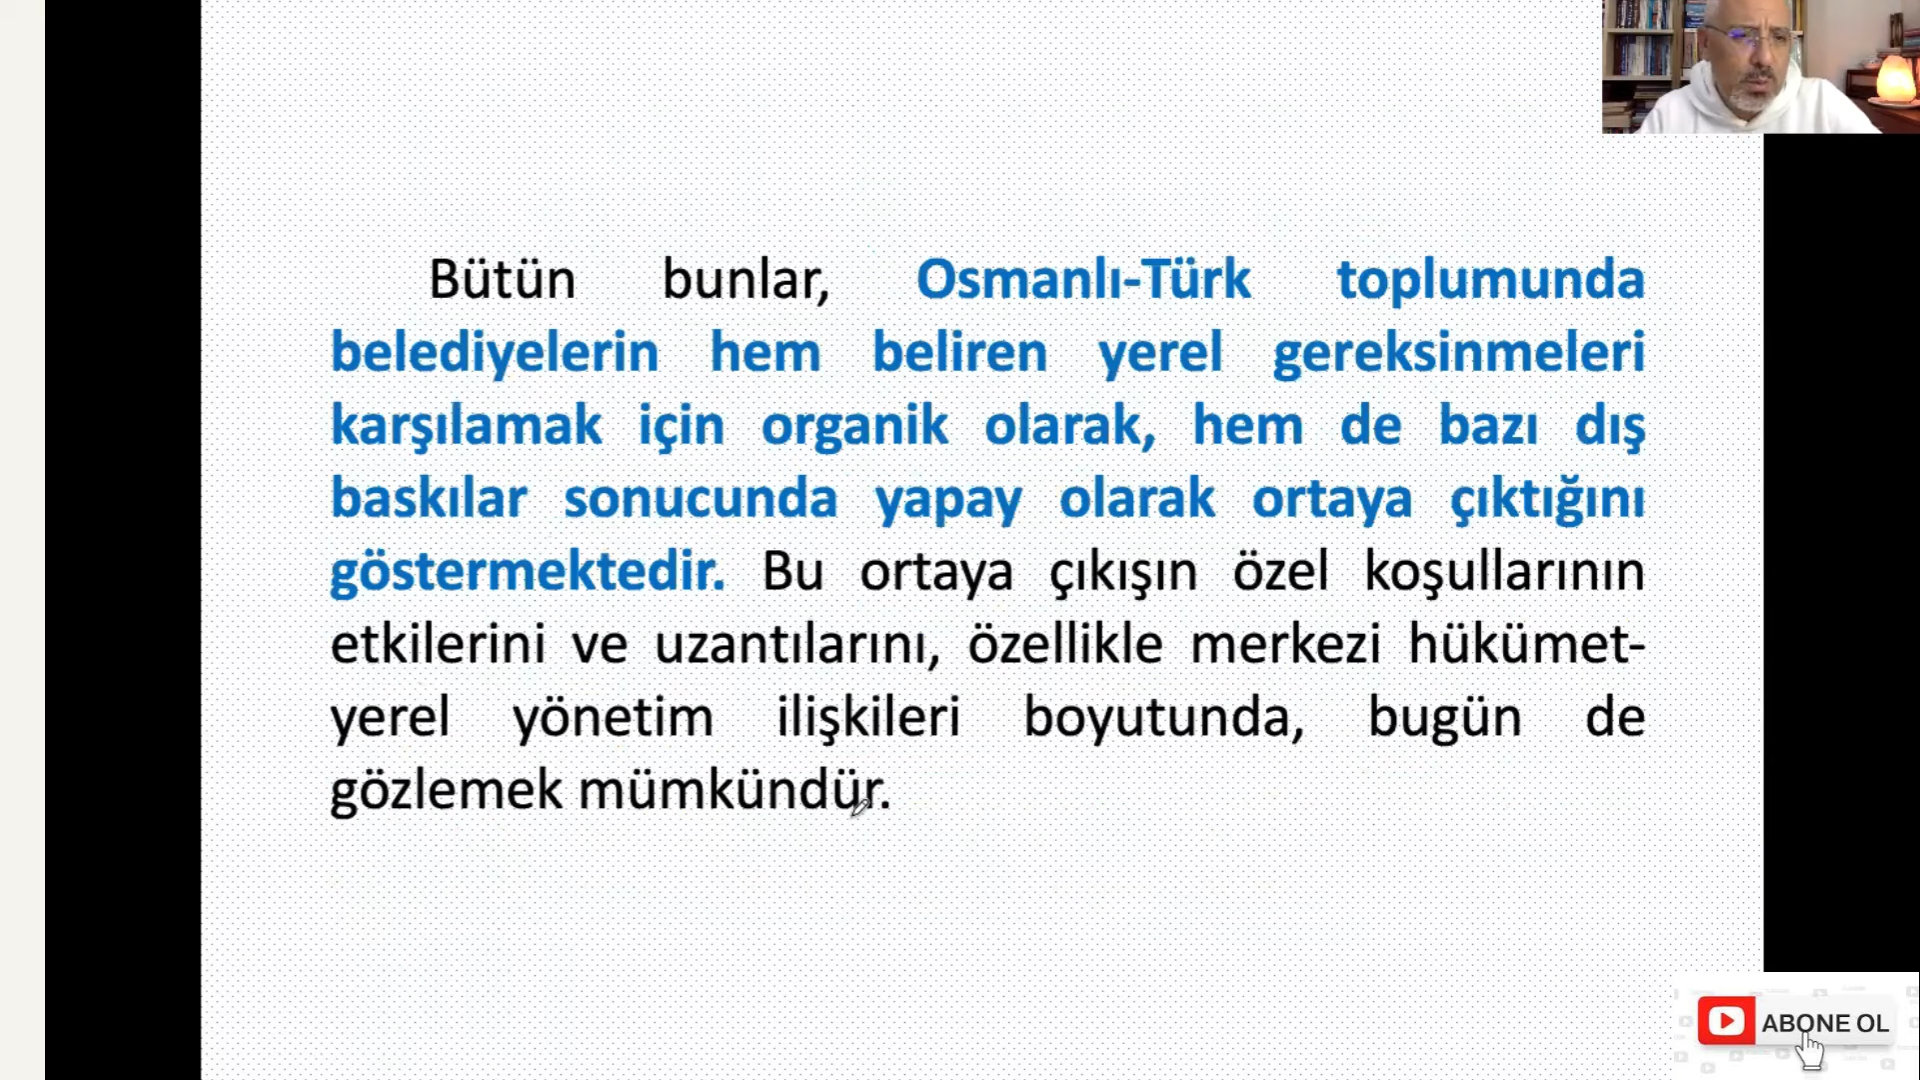 Bütün bunlar, Osmanlı-Türk toplumunda
belediyelerin hem beliren yerel gereksinmeleri
karşılamak için organik olarak, hem de bazı dış
baskılar sonucunda yapay olarak ortaya çıktığını
göstermektedir. Bu ortaya çıkışın özel koşullarının
etkilerini ve uzantılarını, özellikle merkezi hükümet-
yerel yönetim ilişkileri boyutunda, bugün de
gözlemek mümkündür.
ABONE OL